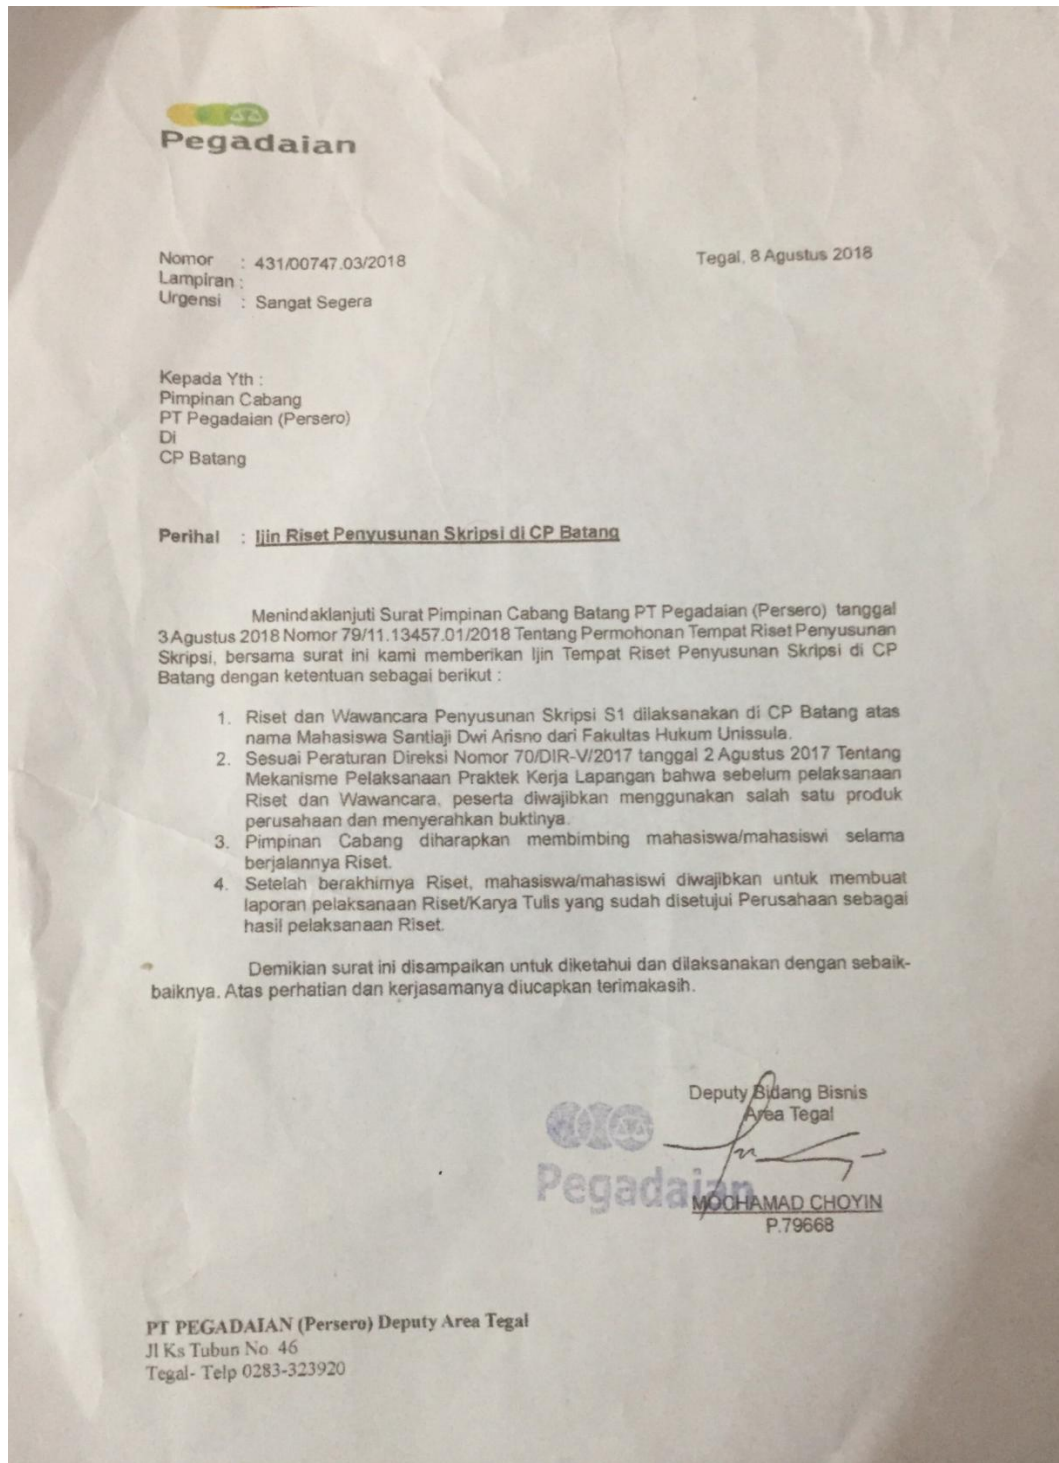 Pegadaian
Nomor : 431/00747.03/2018
Tegal, 8 Agustus 2018
Lampiran :
Urgensi : Sangat Segera
Kepada Yth :
Pimpinan Cabang
PT Pegadaian (Persero)
Di
CP Batang
Perihal : Ijin Riset Penyusunan Skripsi di CP Batang
Menindaklanjuti Surat Pimpinan Cabang Batang PT Pegadaian (Persero) tanggal
3 Agustus 2018 Nomor 79/11.13457.01/2018 Tentang Permohonan Tempat Riset Penyusunan
Skripsi, bersama surat ini kami memberikan Ijin Tempat Riset Penyusunan Skripsi di CP
Batang dengan ketentuan sebagai berikut :
1. Riset dan Wawancara Penyusunan Skripsi S1 dilaksanakan di CP Batang atas
nama Mahasiswa Santiaji Dwi Arisno dari Fakultas Hukum Unissula.
2. Sesuai Peraturan Direksi Nomor 70/DIR-V/2017 tanggal 2 Agustus 2017 Tentang
Mekanisme Pelaksanaan Praktek Kerja Lapangan bahwa sebelum pelaksanaan
Riset dan Wawancara, peserta diwajibkan menggunakan salah satu produk
perusahaan dan menyerahkan buktinya.
3. Pimpinan Cabang diharapkan membimbing mahasiswa/mahasiswi selama
berjalannya Riset.
4. Setelah berakhirnya Riset, mahasiswa/mahasiswi diwajibkan untuk membuat
laporan pelaksanaan Riset/Karya Tulis yang sudah disetujui Perusahaan sebagai
hasil pelaksanaan Riset.
Demikian surat ini disampaikan untuk diketahui dan dilaksanakan dengan sebaik-
baiknya. Atas perhatian dan kerjasamanya diucapkan terimakasih.
Deputy Bidang Bisnis
Area Tegal
Pegadaian
MOCHAMAD CHOYIN
P.79668
PT PEGADAIAN (Persero) Deputy Area Tegal
Jl Ks Tubun No. 46
Tegal- Telp 0283-323920